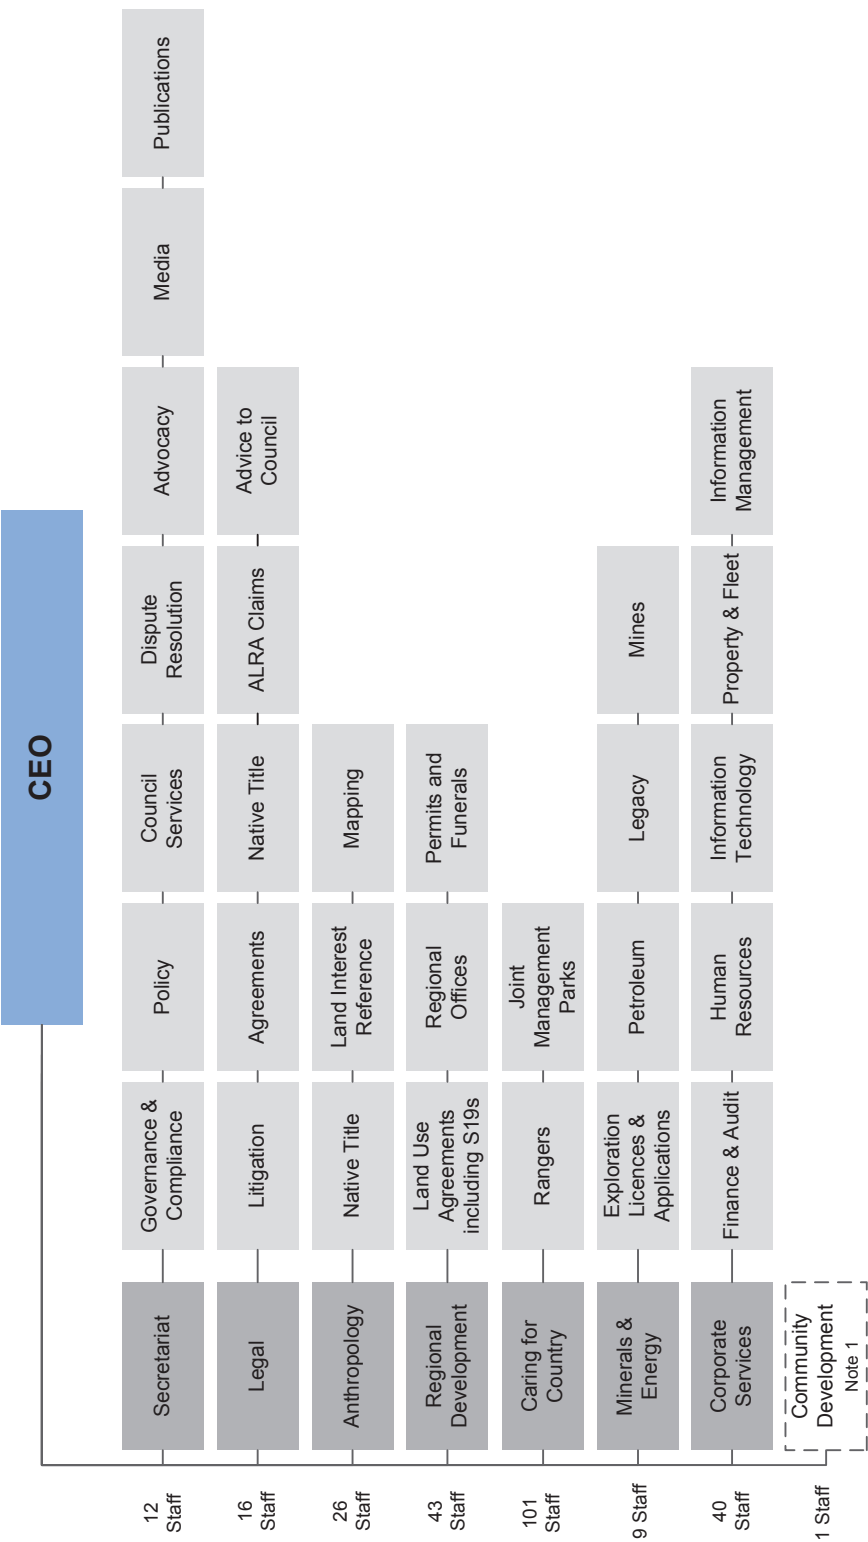 CEO
12
Staff
Secretariat
Governance &
Compliance
Policy
Council
Services
Dispute
Resolution
Advocacy
Media
Publications
16
Staff
Legal
Litigation
Agreements
Native Title
ALRA Claims
Advice to
Council
26
Staff
Anthropology
Native Title
Land Interest
Reference
Mapping
43
Staff
Regional
Development
Land Use
Agreements
including S19s
Regional
Offices
Permits and
Funerals
101
Staff
Caring for
Country
Rangers
Joint
Management
Parks
9 Staff
Minerals &
Energy
Exploration
Licences &
Applications
Petroleum
Legacy
Mines
40
Staff
Corporate
Services
Finance & Audit
Human
Resources
Information
Technology
Property & Fleet
Information
Management
1 Staff
Community
Development
Note 1